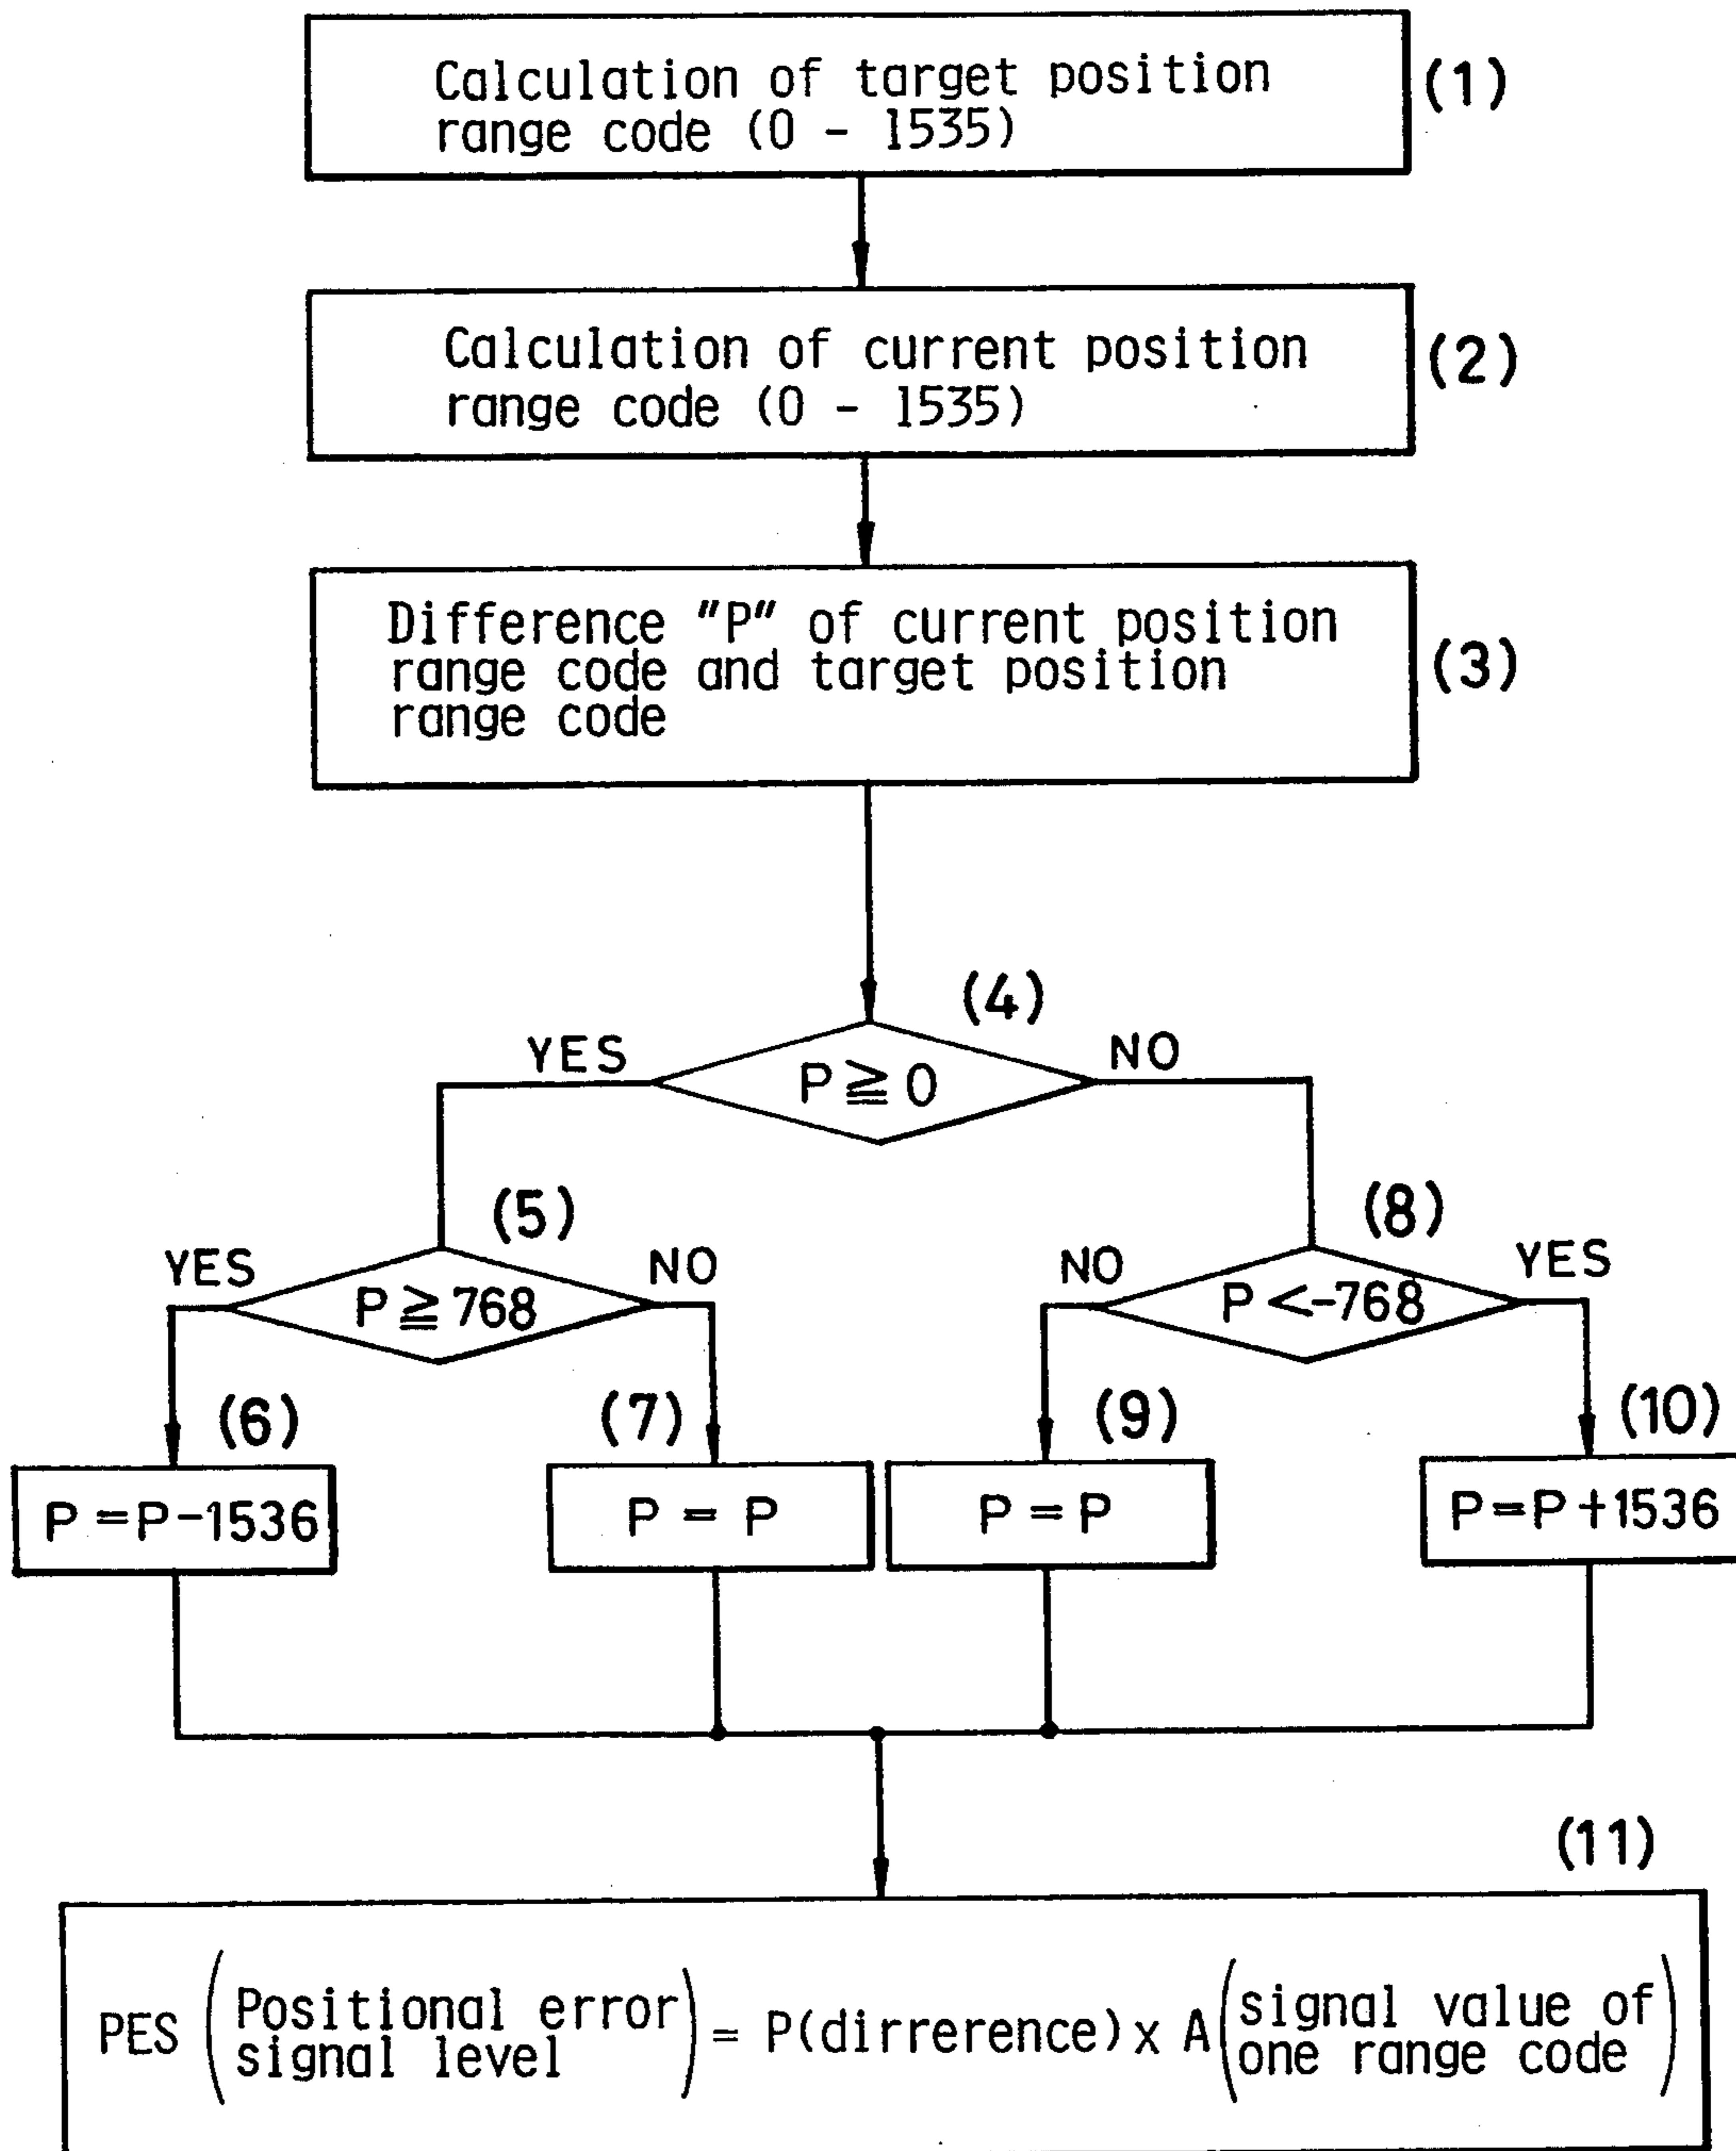 Calculation of target position
range code (0 - 1535)
(1)
Calculation of current position
range code (0 - 1535)
(2)
Difference "P" of current position
range code and target position
range code
(3)
(4)
YES
P ≧ 0
NO
(5)
YES
P ≧ 768
NO
(8)
NO
P <-768
YES
(6)
P = P-1536
(7)
P = P
(9)
P = P
(10)
P=P+1536
(11)
PES (Positional error
signal level) = P(dirrerence) x A(signal value of
one range code)